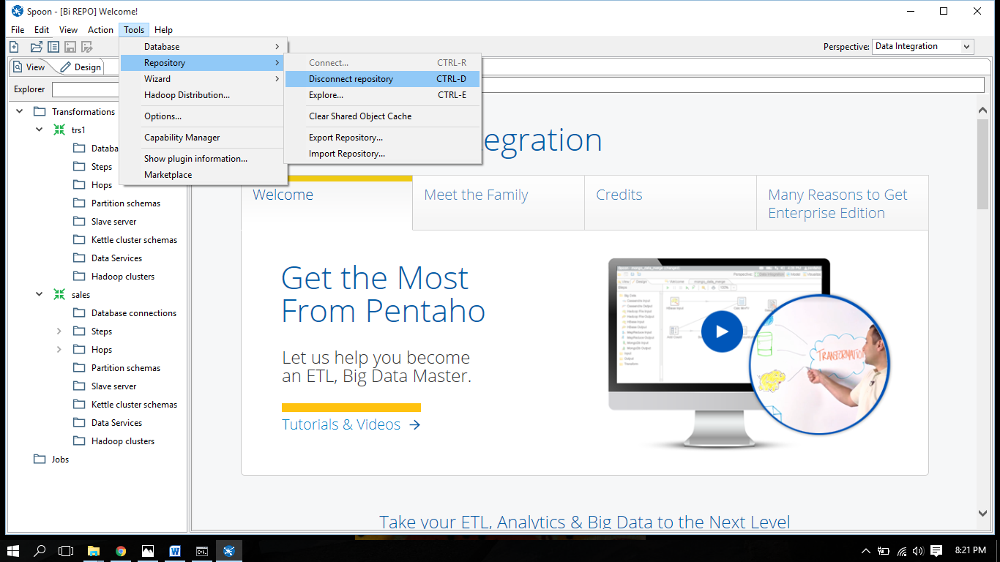 Spoon - [Bi REPO] Welcome!
File Edit View Action Tools Help
Perspective: Data Integration
View Design
Explorer
Database
Repository
Wizard
Hadoop Distribution...
Options...
Capability Manager
Show plugin information...
Marketplace
Connect... CTRL-R
Disconnect repository CTRL-D
Explore... CTRL-E
Clear Shared Object Cache
Export Repository...
Import Repository...
Transformations
trs1
Databa
Steps
Hops
Partition schemas
Slave server
Kettle cluster schemas
Data Services
Hadoop clusters
sales
Database connections
Steps
Hops
Partition schemas
Slave server
Kettle cluster schemas
Data Services
Hadoop clusters
Jobs
tegration
Welcome
Meet the Family
Credits
Many Reasons to Get
Enterprise Edition
Get the Most
From Pentaho
Let us help you become
an ETL, Big Data Master.
Tutorials & Videos
TRANSFORMATION
Take your ETL, Analytics & Big Data to the Next Level
8:21 PM